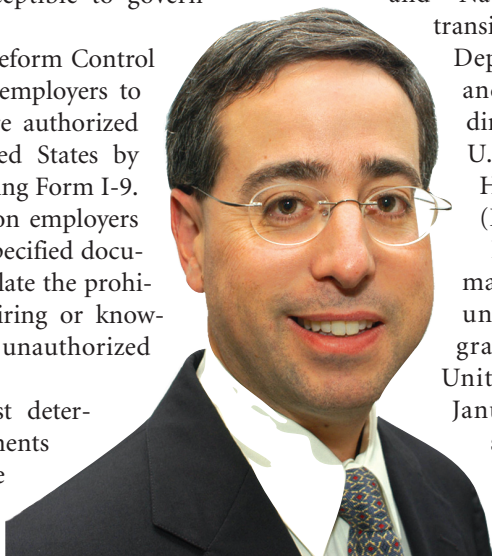 ceptible to govern
eform Control
employers to
e authorized
ed States by
ing Form I-9.
on employers
pecified docu-
late the prohi-
iring or know-
unauthorized
st deter-
ments
e
and Na
transi
Dep
and
dir
U.
H
(
ma
un
gra
Unit
Janu